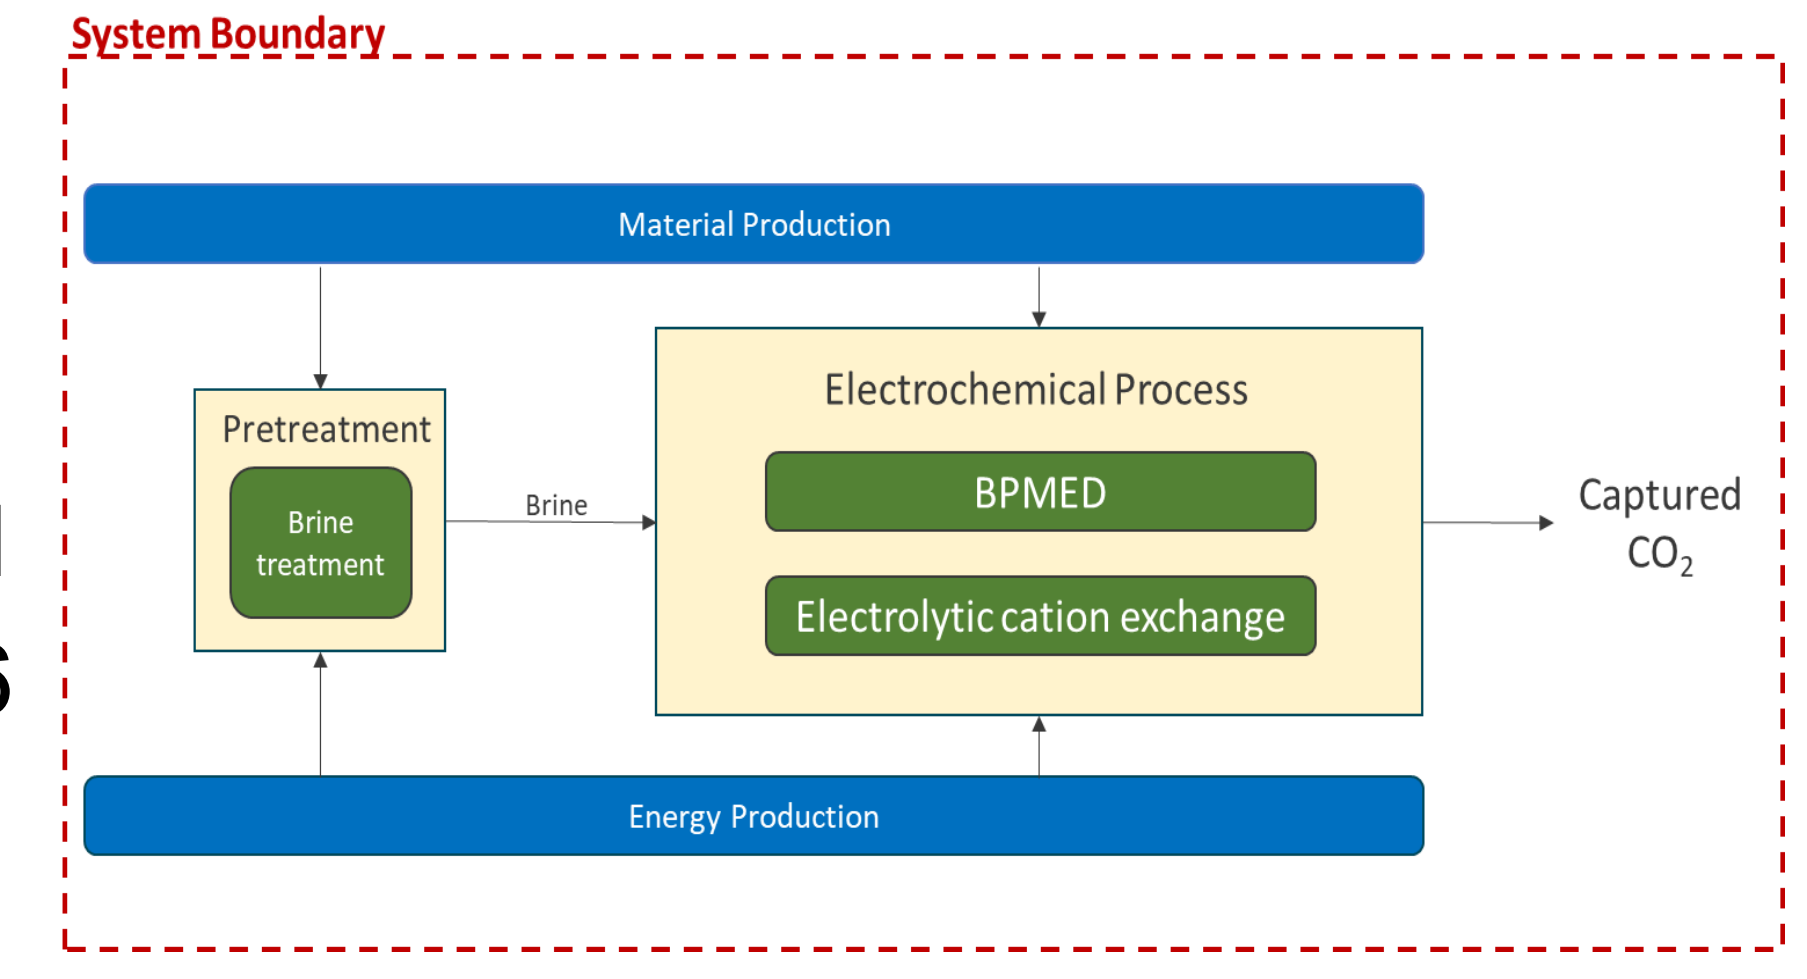 System Boundary
Material Production
Pretreatment
Brine
treatment
Brine
Electrochemical Process
BPMED
Electrolytic cation exchange
Captured
CO₂
Energy Production